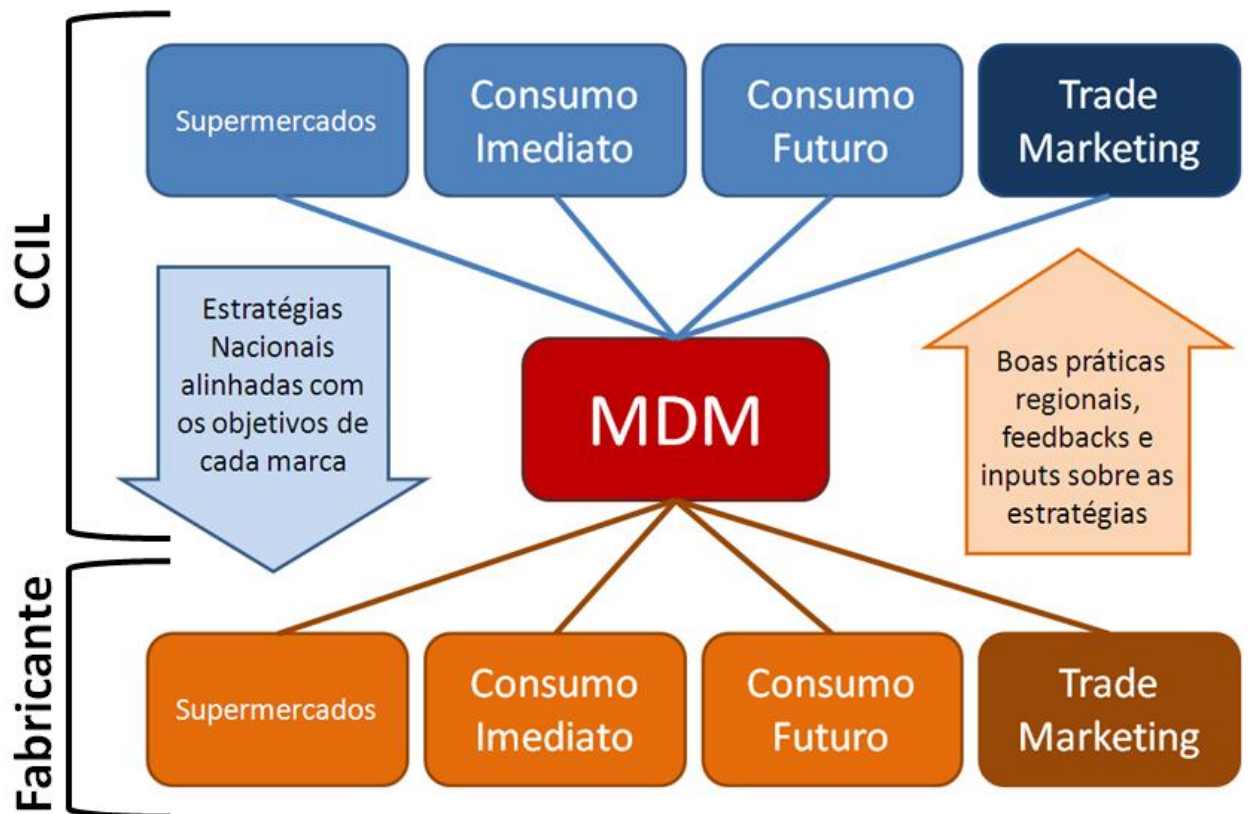 CCIL
Supermercados
Consumo
Imediato
Consumo
Futuro
Trade
Marketing
Estratégias
Nacionais
alinhadas com
os objetivos de
cada marca
MDM
Boas práticas
regionais,
feedbacks e
inputs sobre as
estratégias
Fabricante
Supermercados
Consumo
Imediato
Consumo
Futuro
Trade
Marketing